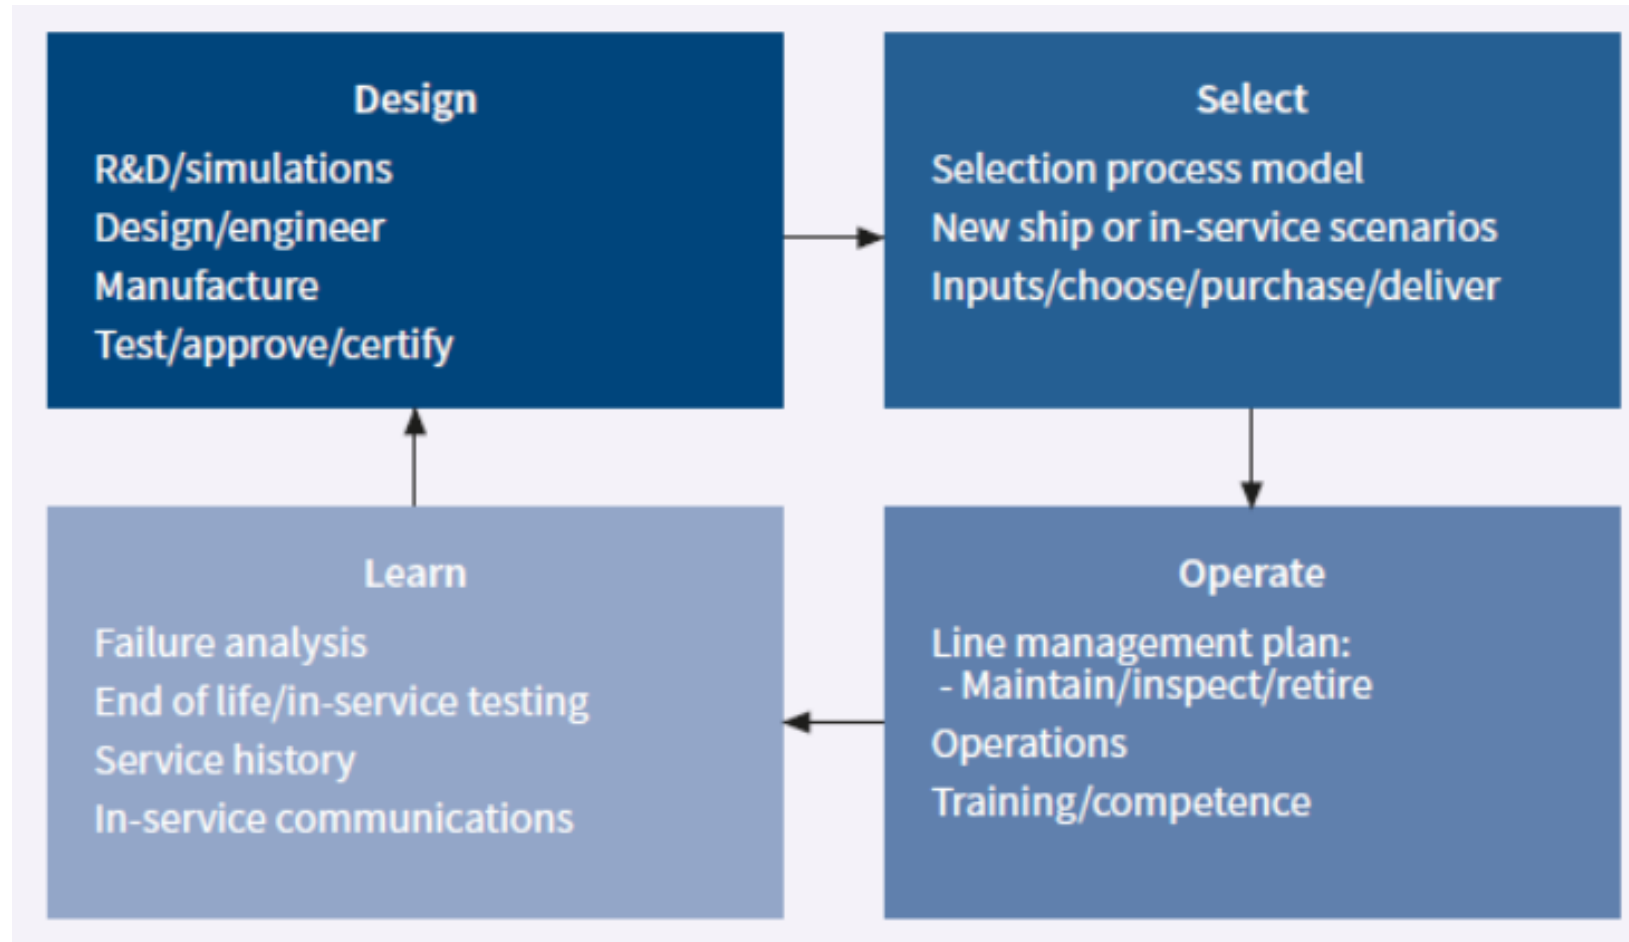 Design
R&D/simulations
Design/engineer
Manufacture
Test/approve/certify
Select
Selection process model
New ship or in-service scenarios
Inputs/choose/purchase/deliver
Learn
Failure analysis
End of life/in-service testing
Service history
In-service communications
Operate
Line management plan:
- Maintain/inspect/retire
Operations
Training/competence